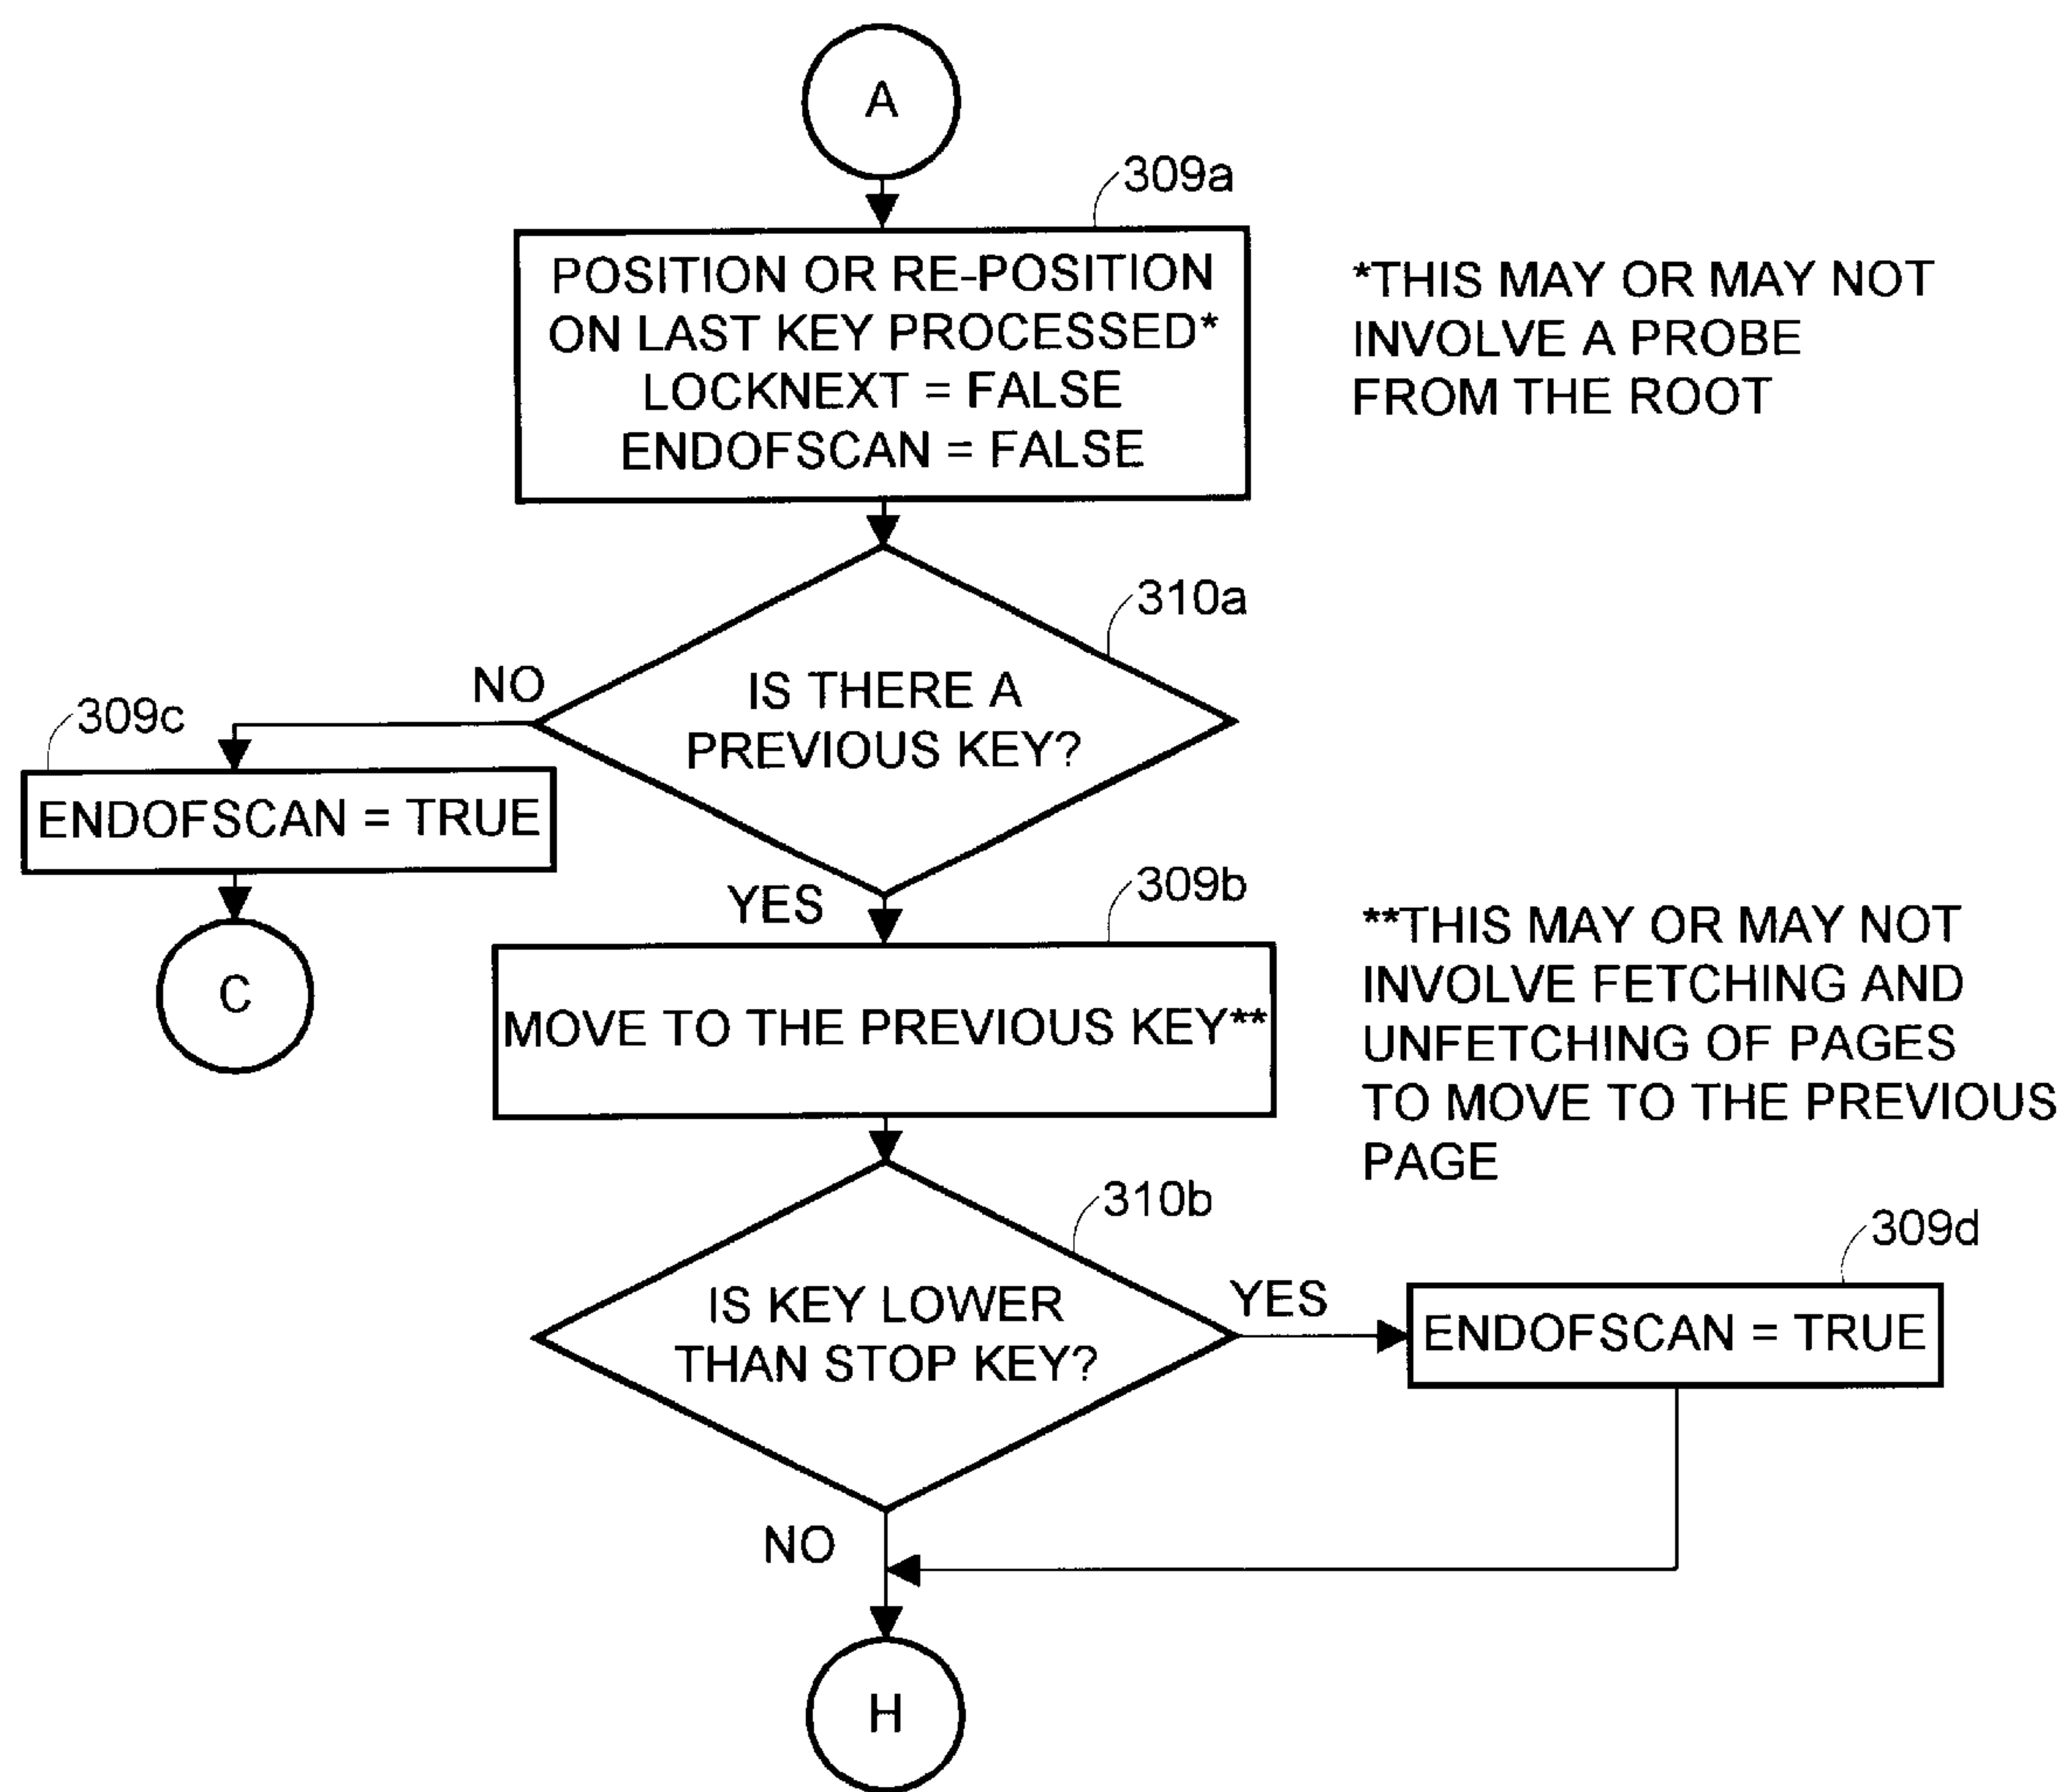 A
309a
POSITION OR RE-POSITION
ON LAST KEY PROCESSED*
LOCKNEXT = FALSE
ENDOFSCAN = FALSE
*THIS MAY OR MAY NOT
INVOLVE A PROBE
FROM THE ROOT
310a
IS THERE A
PREVIOUS KEY?
NO
309c
ENDOFSCAN = TRUE
C
YES
309b
MOVE TO THE PREVIOUS KEY**
**THIS MAY OR MAY NOT
INVOLVE FETCHING AND
UNFETCHING OF PAGES
TO MOVE TO THE PREVIOUS
PAGE
310b
IS KEY LOWER
THAN STOP KEY?
YES
309d
ENDOFSCAN = TRUE
NO
H